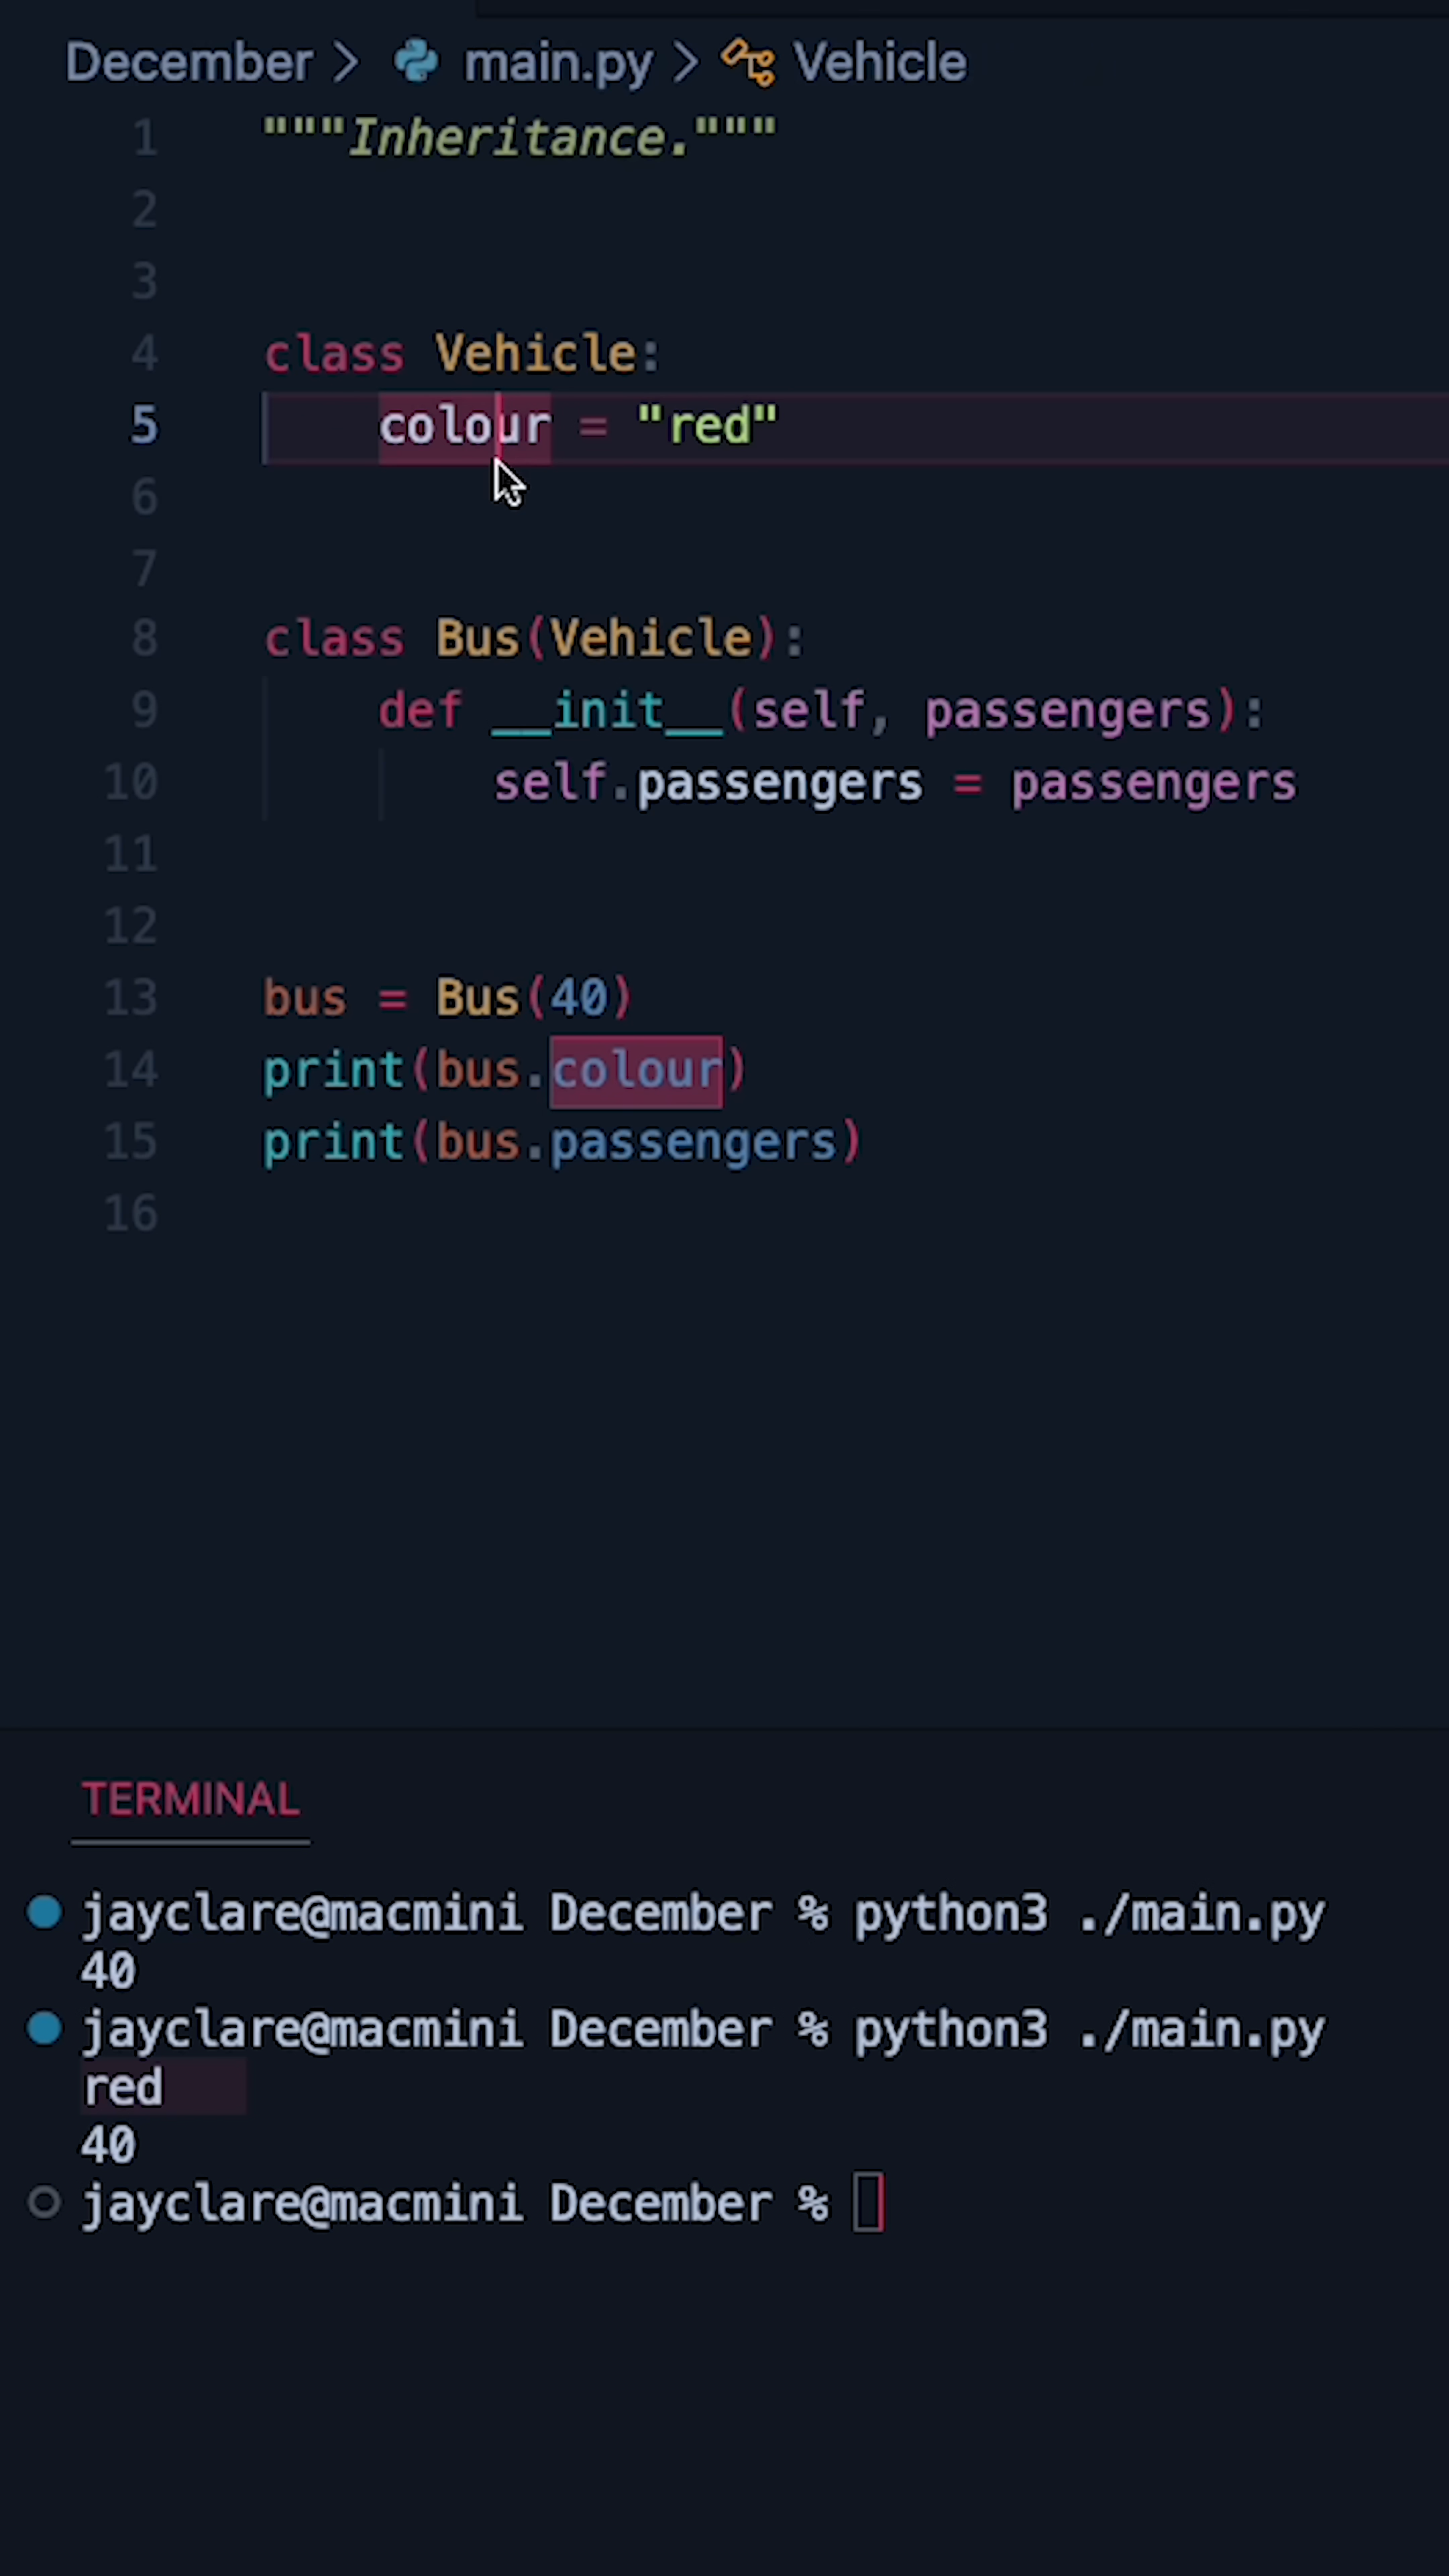 December > main.py > Vehicle
1 """Inheritance."""
2
3
4 class Vehicle:
5     colour = "red"
6
7
8 class Bus(Vehicle):
9     def __init__(self, passengers):
10         self.passengers = passengers
11
12
13 bus = Bus(40)
14 print(bus.colour)
15 print(bus.passengers)
16
TERMINAL
jayclare@macmini December % python3 ./main.py
40
jayclare@macmini December % python3 ./main.py
red
40
jayclare@macmini December %